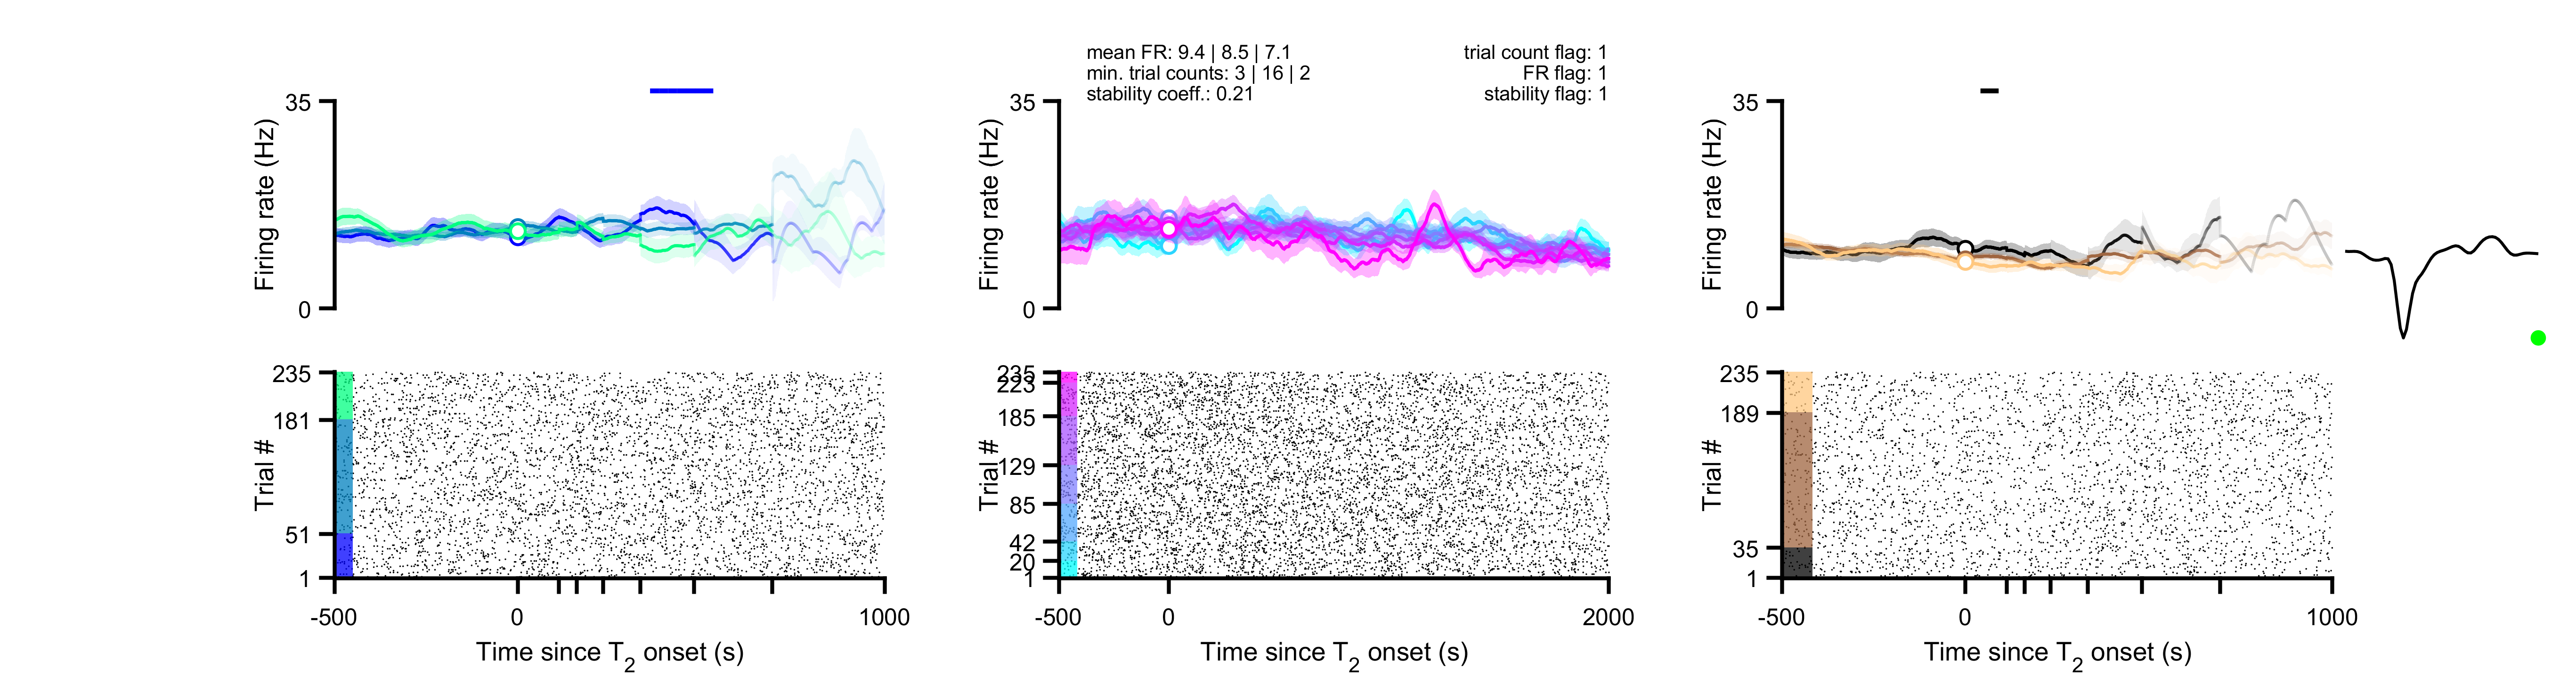 mean FR: 9.4 | 8.5 | 7.1
min. trial counts: 3 | 16 | 2
stability coeff.: 0.21
trial count flag: 1
FR flag: 1
stability flag: 1
35
Firing rate (Hz)
0
235
181
Trial #
51
1
-500
0
1000
Time since T2 onset (s)
35
Firing rate (Hz)
0
235
223
185
Trial #
129
85
42
20
1
-500
0
2000
Time since T2 onset (s)
35
Firing rate (Hz)
0
235
189
Trial #
35
1
-500
0
1000
Time since T2 onset (s)